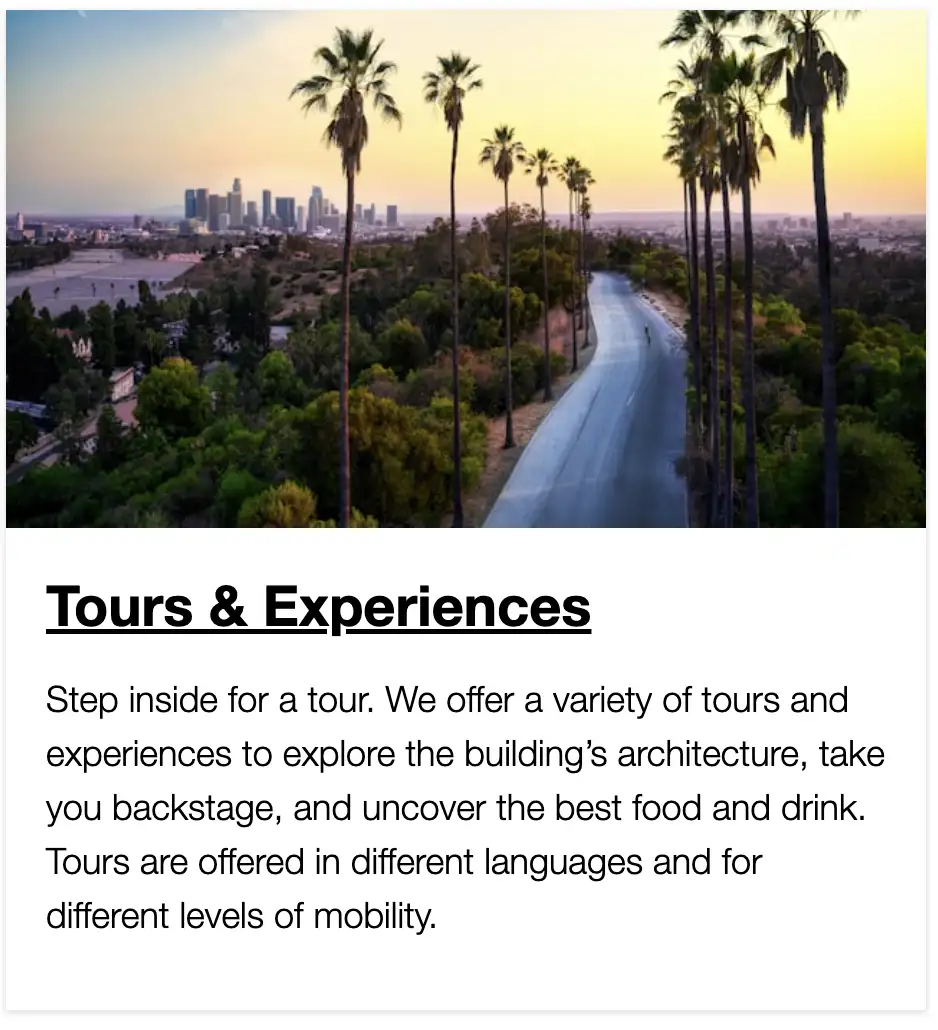 Tours & Experiences
Step inside for a tour. We offer a variety of tours and
experiences to explore the building’s architecture, take
you backstage, and uncover the best food and drink.
Tours are offered in different languages and for
different levels of mobility.